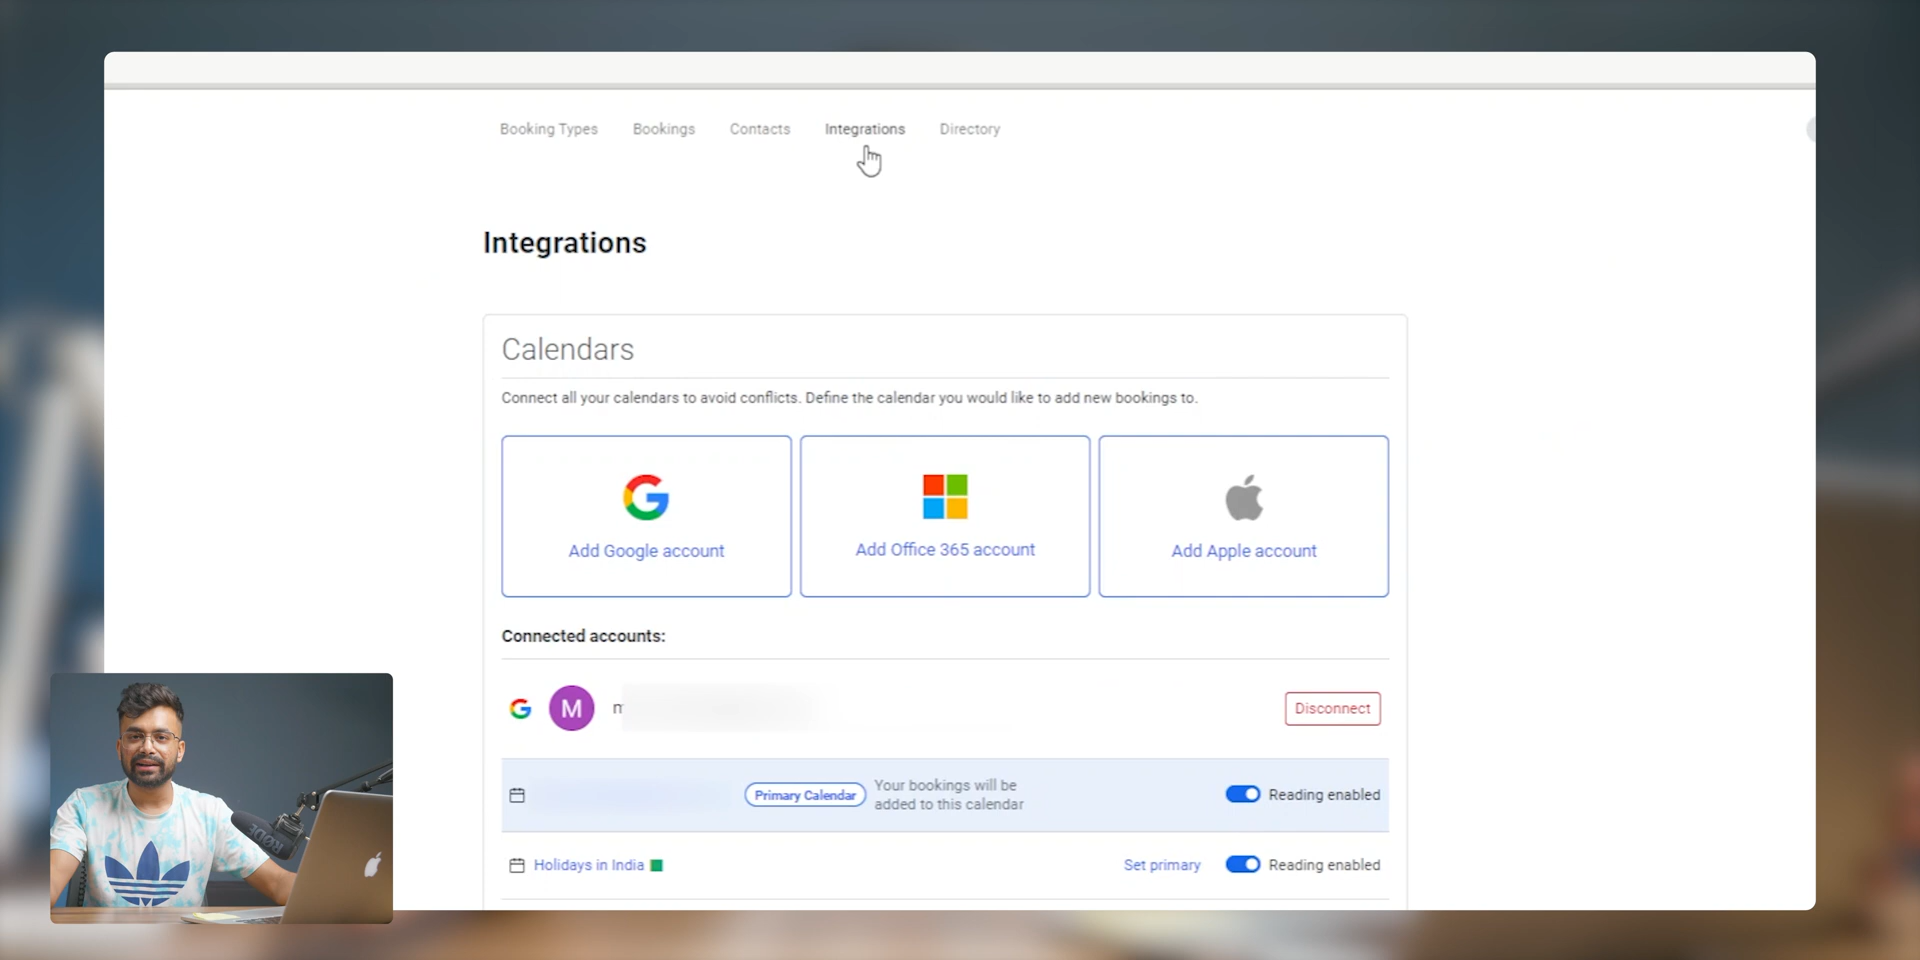 Booking Types Bookings Contacts Integrations Directory
Integrations
Calendars
Connect all your calendars to avoid conflicts. Define the calendar you would like to add new bookings to.
Add Google account
Add Office 365 account
Add Apple account
Connected accounts:
M
Disconnect
Primary Calendar
Your bookings will be
added to this calendar
Reading enabled
Holidays in India
Set primary
Reading enabled
RØDE